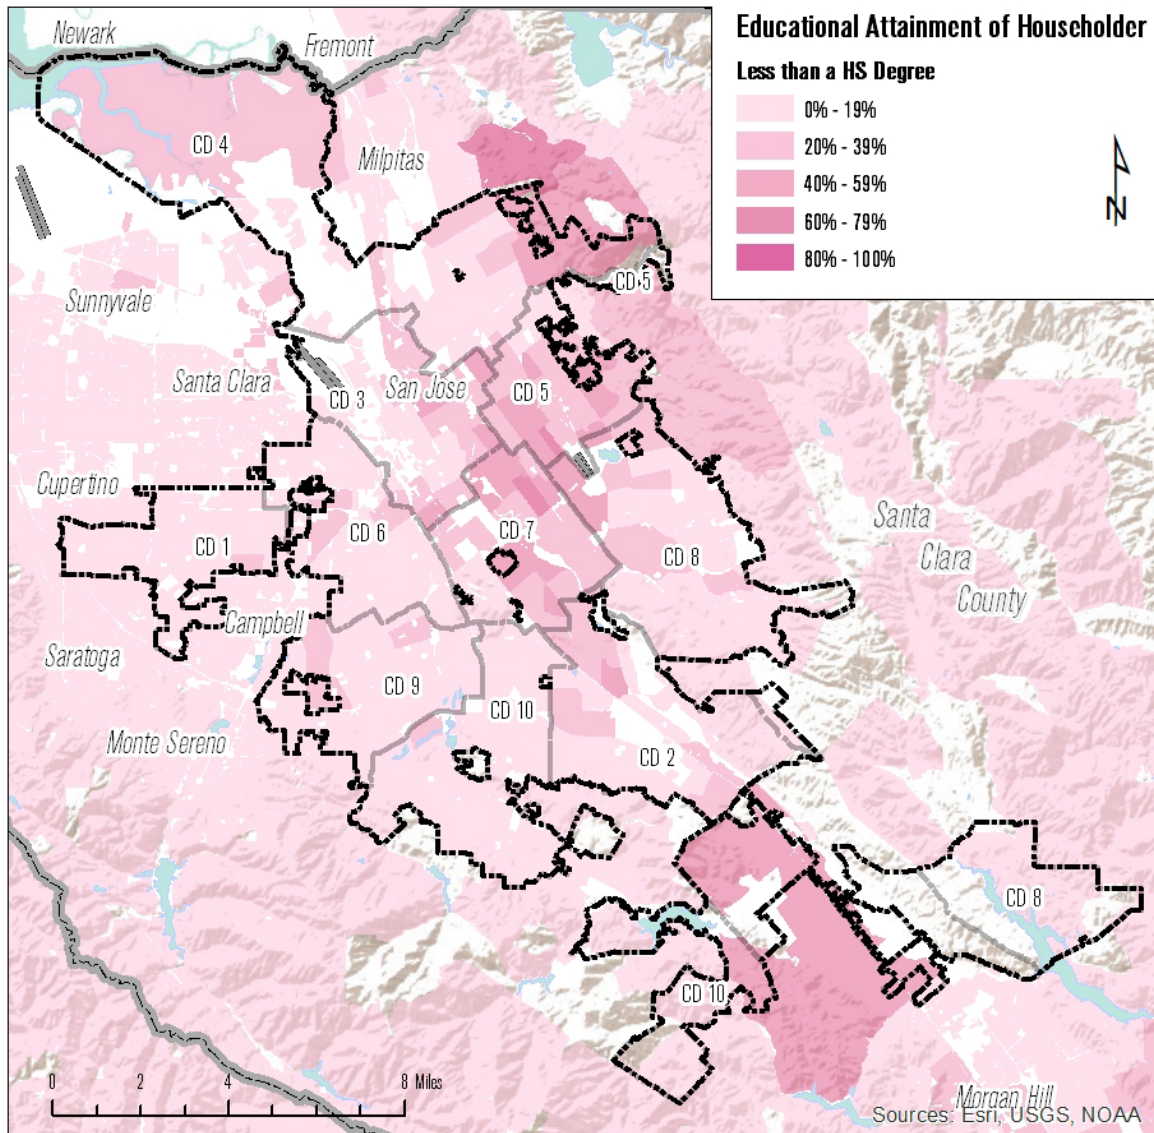 Educational Attainment of Householder
Less than a HS Degree
0% - 19%
20% - 39%
40% - 59%
60% - 79%
80% - 100%
N
Newark
Fremont
CD 4
Milpitas
CD 5
Sunnyvale
Santa Clara
CD 3
San Jose
CD 5
Cupertino
CD 1
CD 6
CD 7
CD 8
Santa
Clara
County
Campbell
Saratoga
CD 9
CD 10
Monte Sereno
CD 2
CD 8
CD 10
0 2 4 8 Miles
Morgan Hill
Sources: Esri, USGS, NOAA